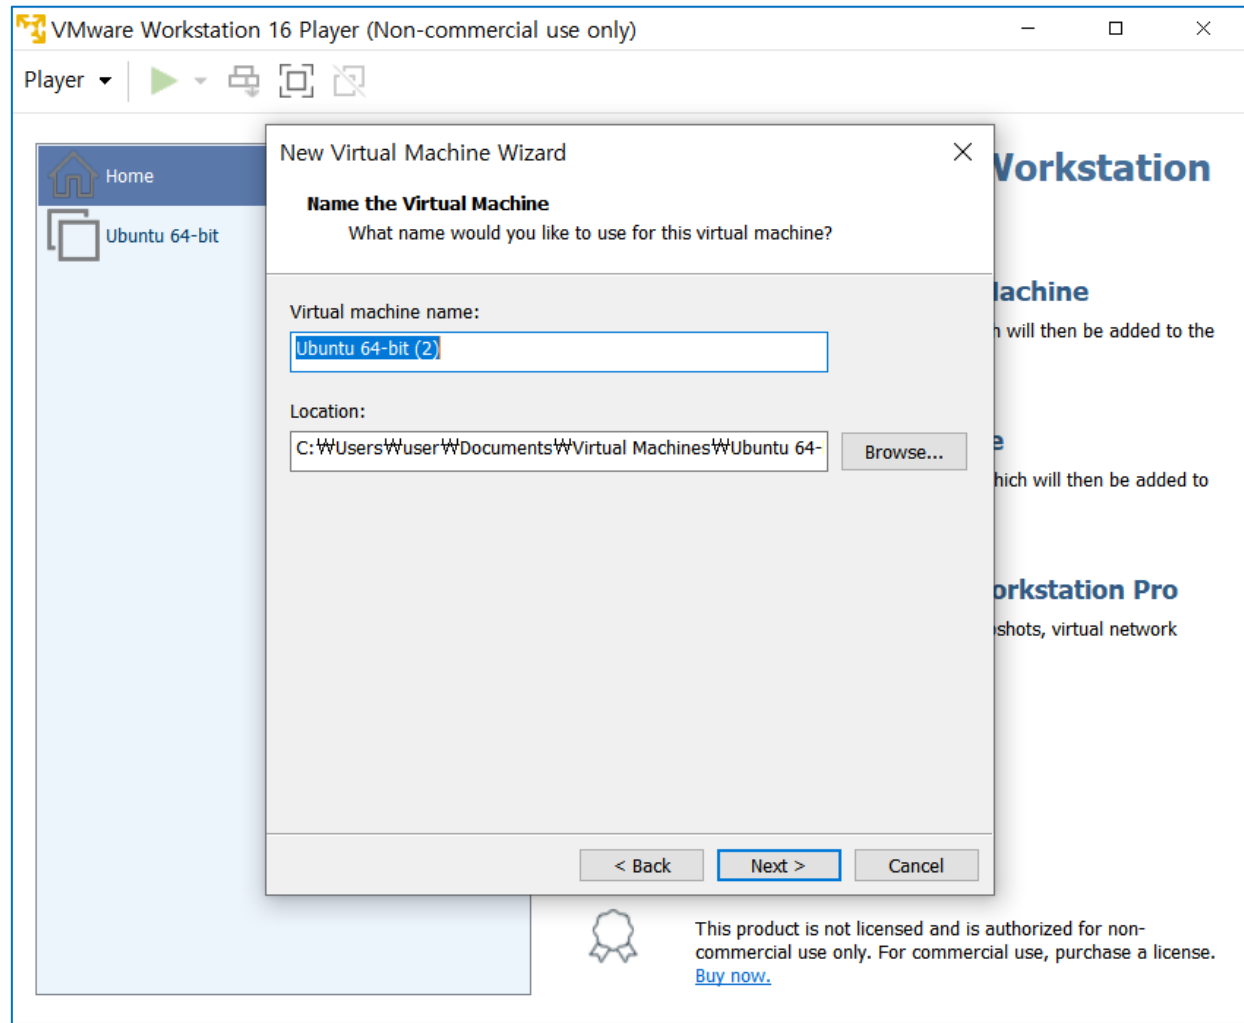 VMware Workstation 16 Player (Non-commercial use only)
Player
Home
Ubuntu 64-bit
New Virtual Machine Wizard
Name the Virtual Machine
What name would you like to use for this virtual machine?
Virtual machine name:
Ubuntu 64-bit (2)
Location:
C:₩Users₩user₩Documents₩Virtual Machines₩Ubuntu 64-
Browse...
< Back
Next >
Cancel
Workstation
will then be added to the
will then be added to
Pro
virtual network
This product is not licensed and is authorized for non-
commercial use only. For commercial use, purchase a license.
Buy now.